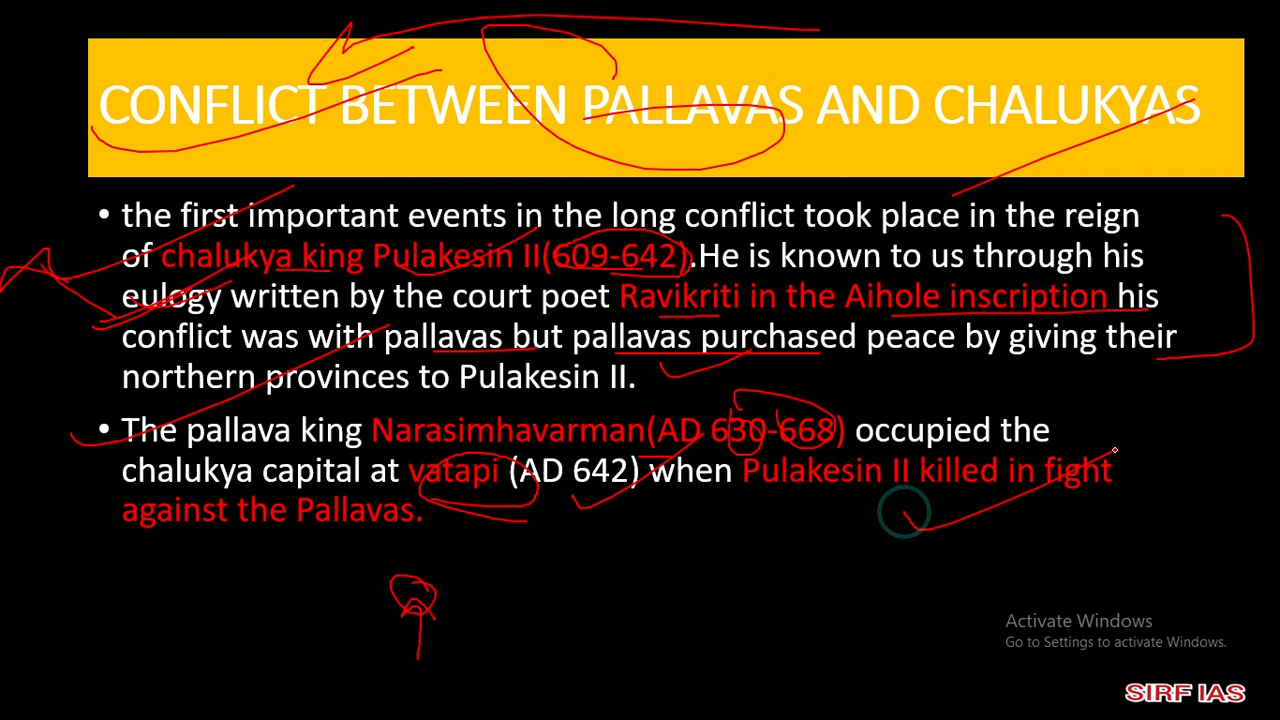 CONFLICT BETWEEN PALLAVAS AND CHALUKYAS
• the first important events in the long conflict took place in the reign
of chalukya king Pulakesin II(609-642).He is known to us through his
eulogy written by the court poet Ravikriti in the Aihole inscription his
conflict was with pallavas but pallavas purchased peace by giving their
northern provinces to Pulakesin II.
• The pallava king Narasimhavarman(AD 630-668) occupied the
chalukya capital at vatapi (AD 642) when Pulakesin II killed in fight
against the Pallavas.
Activate Windows
Go to Settings to activate Windows.
SIRF IAS